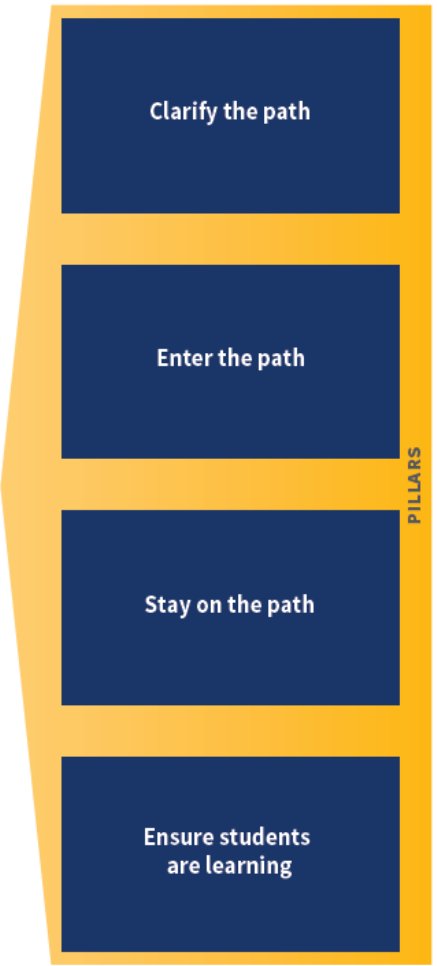 Clarify the path
Enter the path
Stay on the path
Ensure students
are learning
PILLARS